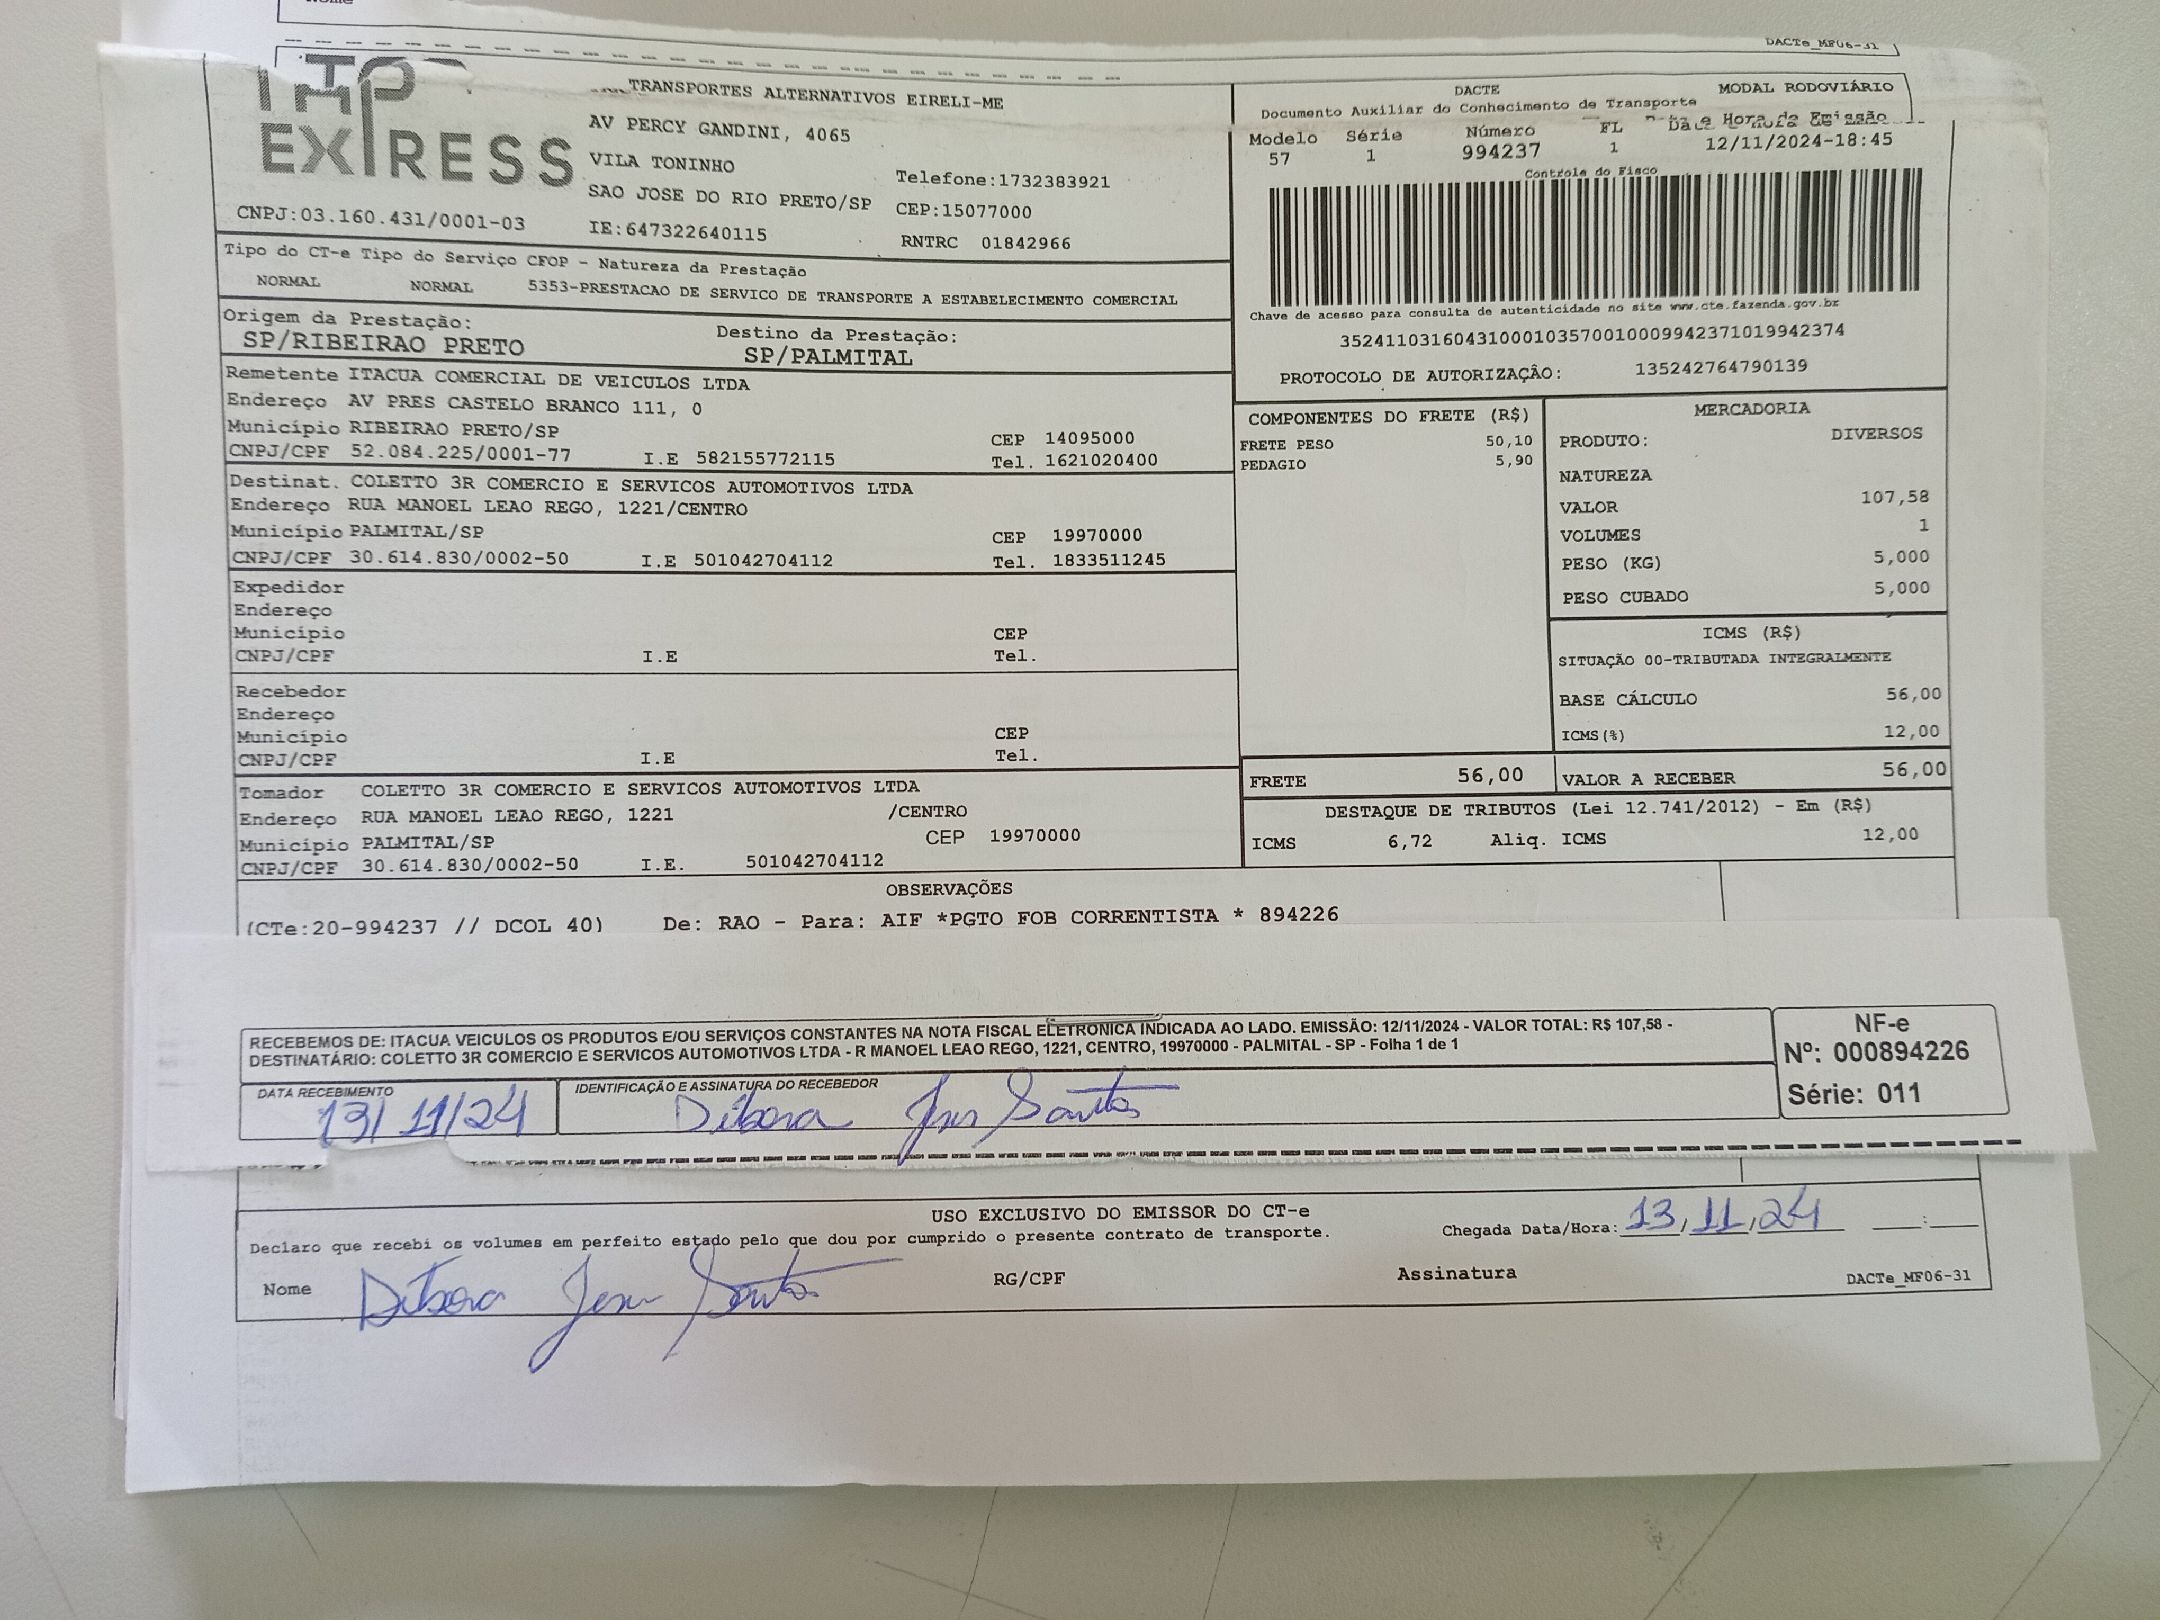 Nome
DACTe_MF06-31
EXPRESS
TRANSPORTES ALTERNATIVOS EIRELI-ME
AV PERCY GANDINI, 4065
VILA TONINHO
Telefone:1732383921
SAO JOSE DO RIO PRETO/SP CEP:15077000
CNPJ:03.160.431/0001-03 IE:647322640115 RNTRC 01842966
DACTE MODAL RODOVIÁRIO
Documento Auxiliar do Conhecimento de Transporte
Modelo Série Número FL Data e Hora da Emissão
57 1 994237 1 12/11/2024-18:45
Controle do Fisco
Chave de acesso para consulta de autenticidade no site www.cte.fazenda.gov.br
35241103160431000103570010009942371019942374
PROTOCOLO DE AUTORIZAÇÃO: 135242764790139
Tipo do CT-e Tipo do Serviço CFOP - Natureza da Prestação
NORMAL NORMAL 5353-PRESTACAO DE SERVICO DE TRANSPORTE A ESTABELECIMENTO COMERCIAL
Origem da Prestação: Destino da Prestação:
SP/RIBEIRAO PRETO SP/PALMITAL
Remetente ITACUA COMERCIAL DE VEICULOS LTDA
Endereço AV PRES CASTELO BRANCO 111, 0
Município RIBEIRAO PRETO/SP CEP 14095000
CNPJ/CPF 52.084.225/0001-77 I.E 582155772115 Tel. 1621020400
Destinat. COLETTO 3R COMERCIO E SERVICOS AUTOMOTIVOS LTDA
Endereço RUA MANOEL LEAO REGO, 1221/CENTRO
Município PALMITAL/SP CEP 19970000
CNPJ/CPF 30.614.830/0002-50 I.E 501042704112 Tel. 1833511245
Expedidor
Endereço
Município CEP
CNPJ/CPF I.E Tel.
Recebedor
Endereço
Município CEP
CNPJ/CPF I.E Tel.
Tomador COLETTO 3R COMERCIO E SERVICOS AUTOMOTIVOS LTDA
Endereço RUA MANOEL LEAO REGO, 1221 /CENTRO
Município PALMITAL/SP CEP 19970000
CNPJ/CPF 30.614.830/0002-50 I.E. 501042704112
COMPONENTES DO FRETE (R$)
FRETE PESO 50,10
PEDAGIO 5,90
MERCADORIA
PRODUTO: DIVERSOS
NATUREZA
VALOR 107,58
VOLUMES 1
PESO (KG) 5,000
PESO CUBADO 5,000
ICMS (R$)
SITUAÇÃO 00-TRIBUTADA INTEGRALMENTE
BASE CÁLCULO 56,00
ICMS(%) 12,00
FRETE 56,00 VALOR A RECEBER 56,00
DESTAQUE DE TRIBUTOS (Lei 12.741/2012) - Em (R$)
ICMS 6,72 Aliq. ICMS 12,00
OBSERVAÇÕES
(CTe:20-994237 // DCOL 40) De: RAO - Para: AIF *PGTO FOB CORRENTISTA * 894226
RECEBEMOS DE: ITACUA VEICULOS OS PRODUTOS E/OU SERVIÇOS CONSTANTES NA NOTA FISCAL ELETRÔNICA INDICADA AO LADO. EMISSÃO: 12/11/2024 - VALOR TOTAL: R$ 107,58 -
DESTINATÁRIO: COLETTO 3R COMERCIO E SERVICOS AUTOMOTIVOS LTDA - R MANOEL LEAO REGO, 1221, CENTRO, 19970000 - PALMITAL - SP - Folha 1 de 1
NF-e
Nº: 000894226
Série: 011
DATA RECEBIMENTO IDENTIFICAÇÃO E ASSINATURA DO RECEBEDOR
13/11/24 Débora Santos
USO EXCLUSIVO DO EMISSOR DO CT-e
Declaro que recebi os volumes em perfeito estado pelo que dou por cumprido o presente contrato de transporte.
Chegada Data/Hora: 13,11,24 :
Nome Débora Santos RG/CPF Assinatura DACTe_MF06-31